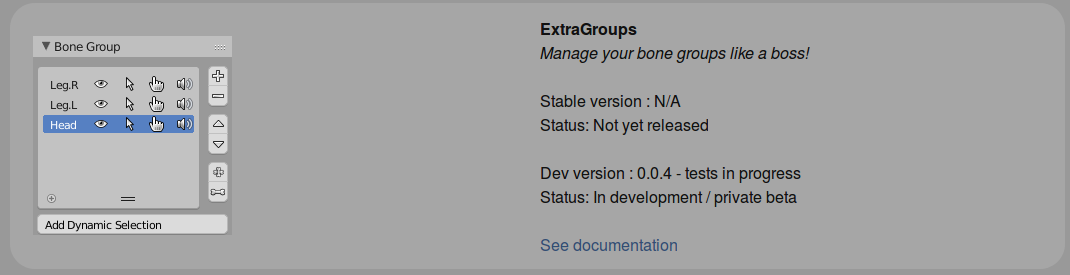 Bone Group
Leg.R
Leg.L
Head
Add Dynamic Selection
ExtraGroups
Manage your bone groups like a boss!
Stable version : N/A
Status: Not yet released
Dev version : 0.0.4 - tests in progress
Status: In development / private beta
See documentation